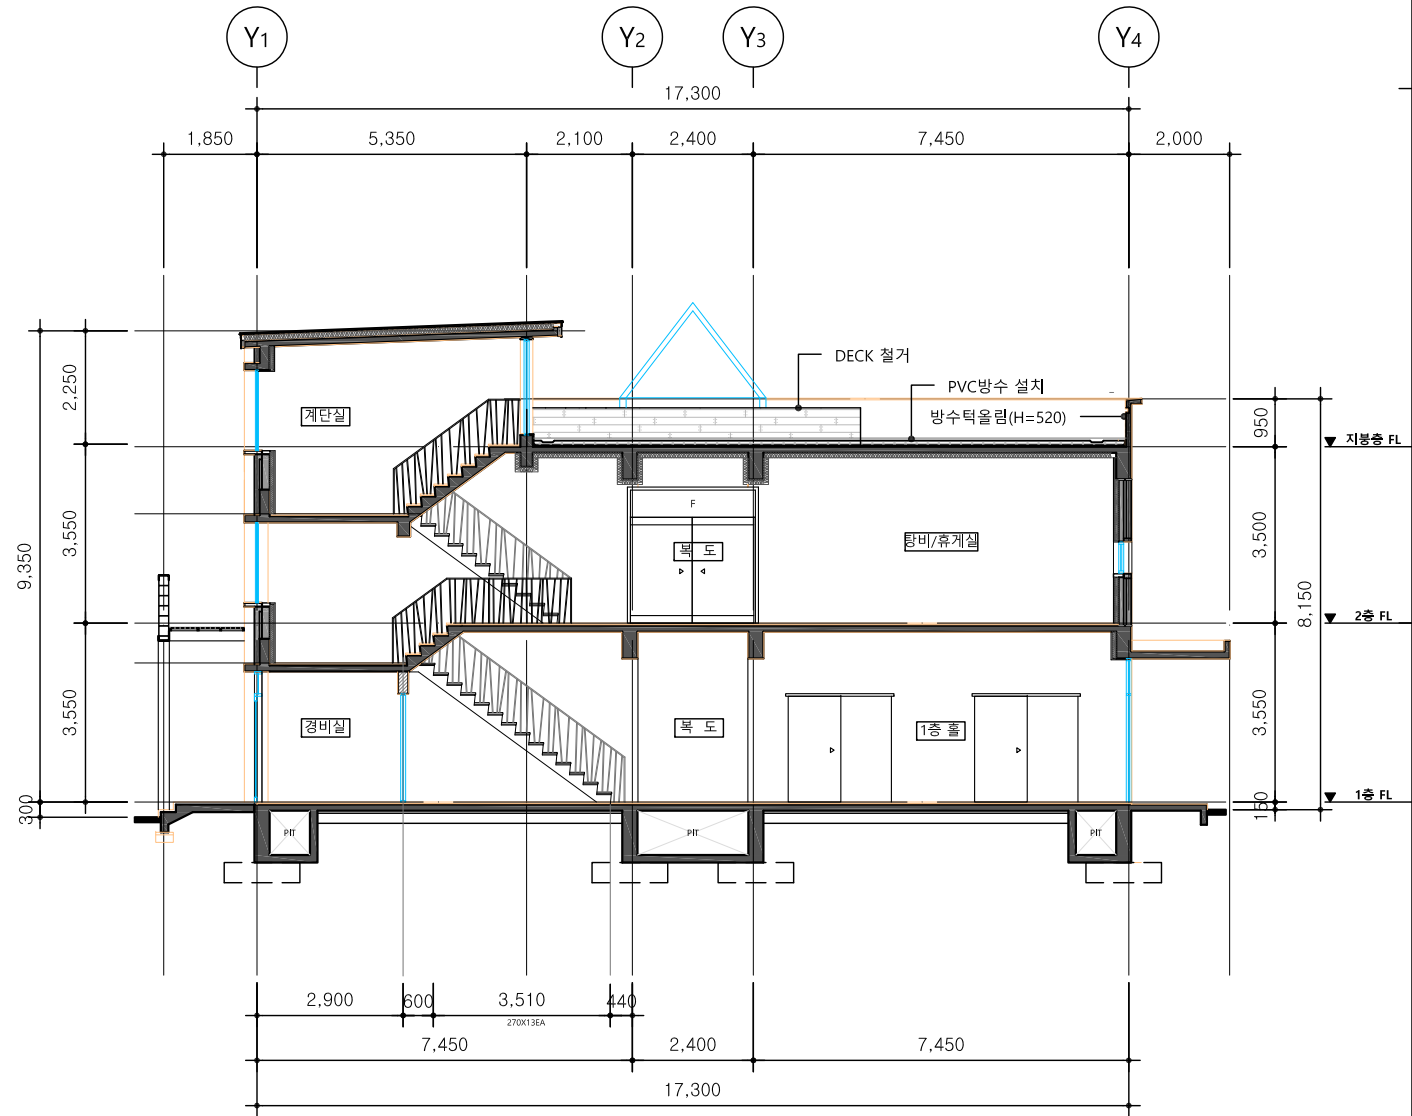 Y1 Y2 Y3 Y4
17,300
1,850 5,350 2,100 2,400 7,450 2,000
DECK 철거
PVC방수 설치
방수턱올림(H=520)
계단실
2,250
950
지붕층 FL
F
복 도
탕비/휴게실
3,550
3,500
9,350
8,150
2층 FL
경비실
복 도
1층 홀
3,550
3,550
1층 FL
300
150
PIT PIT PIT
2,900 600 3,510 440
270X13EA
7,450 2,400 7,450
17,300